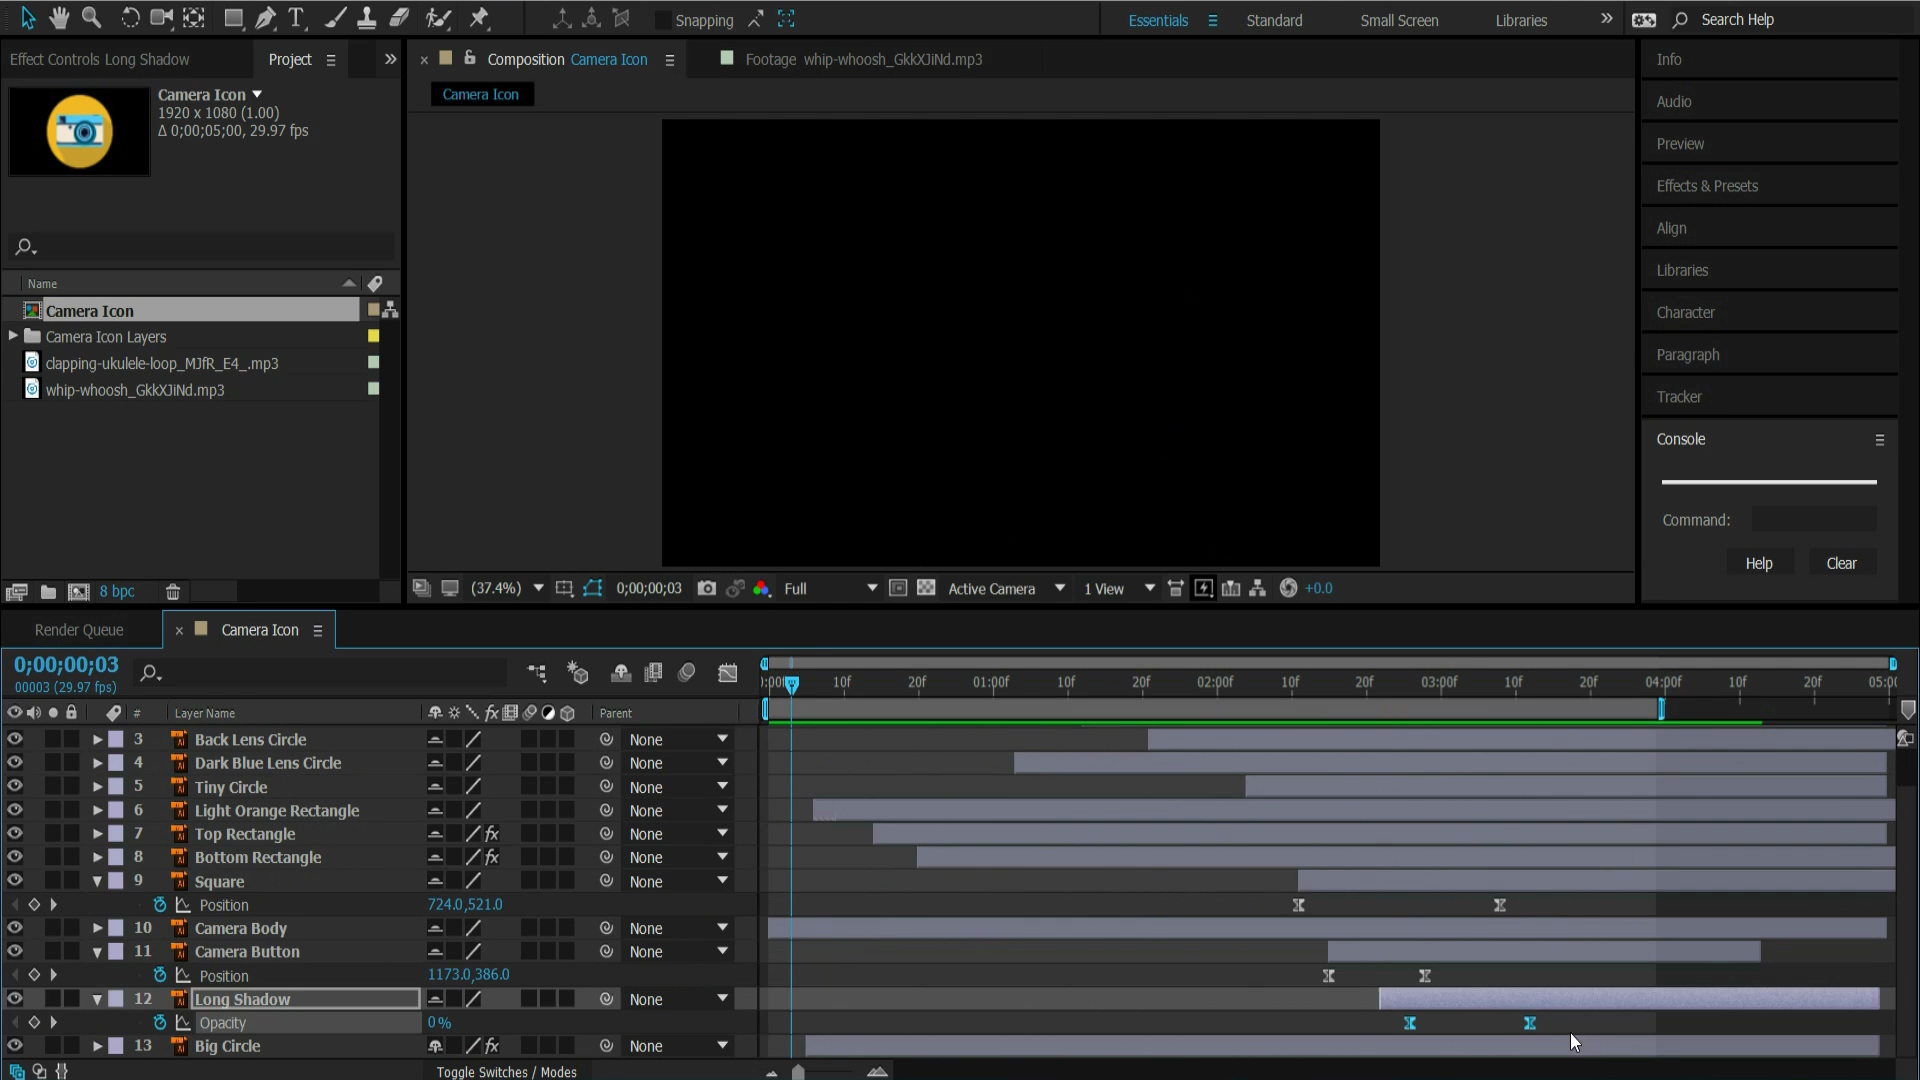 Snapping
Essentials
Standard
Small Screen
Libraries
Search Help
Effect Controls Long Shadow
Project
Composition Camera Icon
Footage whip-whoosh_GkkXJiNd.mp3
Info
Camera Icon
1920 x 1080 (1.00)
Δ 0;00;05;00, 29.97 fps
Camera Icon
Audio
Preview
Effects & Presets
Align
Libraries
Character
Paragraph
Tracker
Console
Command:
Help
Clear
Name
Camera Icon
Camera Icon Layers
clapping-ukulele-loop_MJfR_E4_.mp3
whip-whoosh_GkkXJiNd.mp3
8 bpc
(37.4%)
0;00;00;03
Full
Active Camera
1 View
+0.0
Render Queue
Camera Icon
0;00;00;03
00003 (29.97 fps)
):00f 10f 20f 01:00f 10f 20f 02:00f 10f 20f 03:00f 10f 20f 04:00f 10f 20f 05:00
# Layer Name Parent
3 Back Lens Circle None
4 Dark Blue Lens Circle None
5 Tiny Circle None
6 Light Orange Rectangle None
7 Top Rectangle fx None
8 Bottom Rectangle fx None
9 Square None
Position 724.0,521.0
10 Camera Body None
11 Camera Button None
Position 1173.0,386.0
12 Long Shadow None
Opacity 0%
13 Big Circle fx None
Toggle Switches / Modes